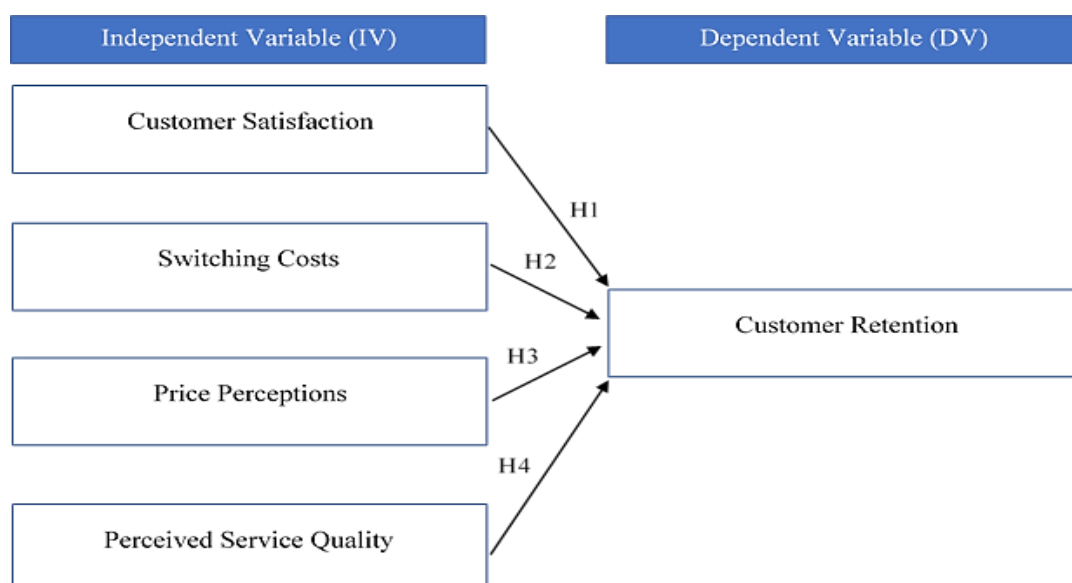 Independent Variable (IV)
Dependent Variable (DV)
Customer Satisfaction
H1
Switching Costs
H2
Customer Retention
H3
Price Perceptions
H4
Perceived Service Quality